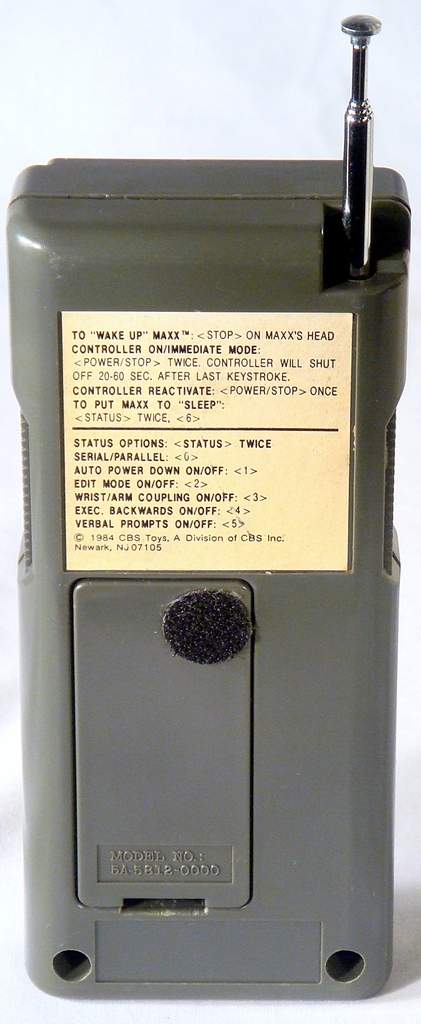 TO "WAKE UP" MAXX™: <STOP> ON MAXX'S HEAD
CONTROLLER ON/IMMEDIATE MODE:
<POWER/STOP> TWICE. CONTROLLER WILL SHUT
OFF 20-60 SEC. AFTER LAST KEYSTROKE.
CONTROLLER REACTIVATE: <POWER/STOP> ONCE
TO PUT MAXX TO "SLEEP":
<STATUS> TWICE, <6>
STATUS OPTIONS: <STATUS> TWICE
SERIAL/PARALLEL: <0>
AUTO POWER DOWN ON/OFF: <1>
EDIT MODE ON/OFF: <2>
WRIST/ARM COUPLING ON/OFF: <3>
EXEC. BACKWARDS ON/OFF: <4>
VERBAL PROMPTS ON/OFF: <5>
© 1984 CBS Toys, A Division of CBS Inc.
Newark, NJ 07105
MODEL NO.:
5A-5312-0000